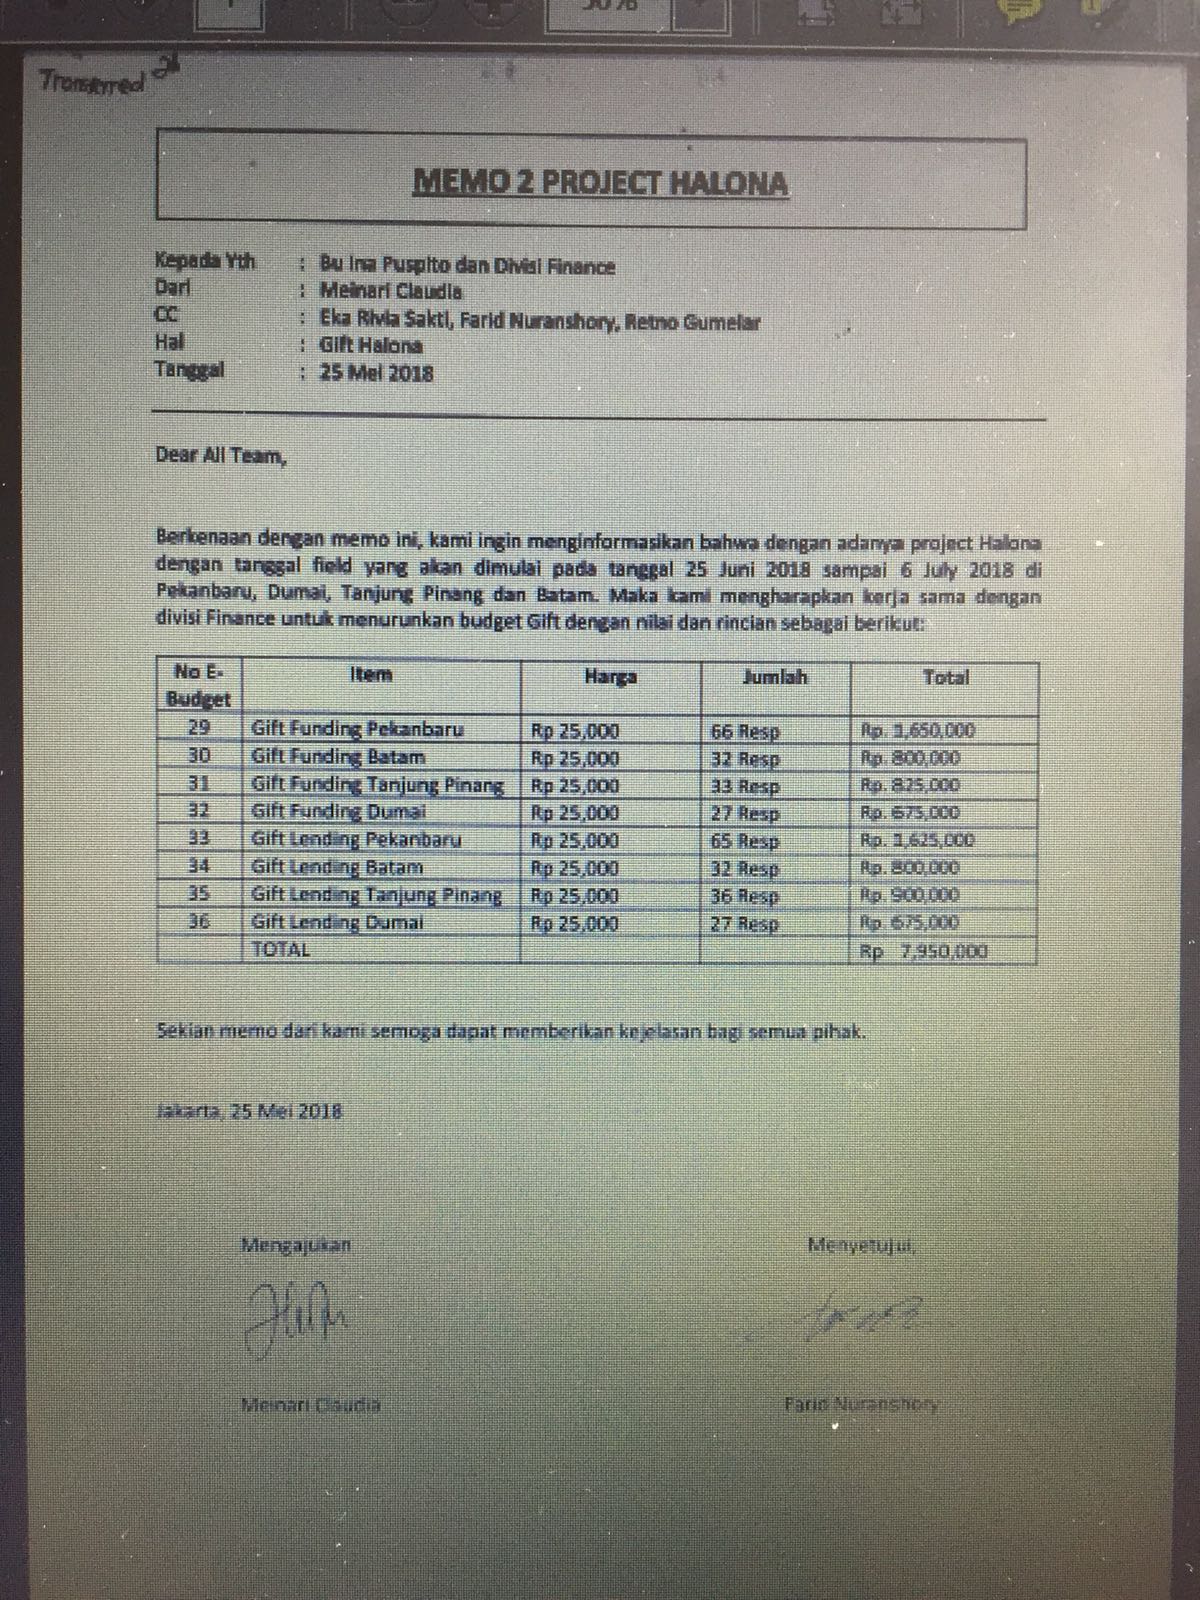 Transferred
MEMO 2 PROJECT HALONA
Kepada Yth : Bu Ina Puspito dan Divisi Finance
Dari : Meinari Claudia
CC : Eka Rivia Sakti, Farid Nuranshory, Retno Gumelar
Hal : Gift Halona
Tanggal : 25 Mei 2018
Dear All Team,
Berkenaan dengan memo ini, kami ingin menginformasikan bahwa dengan adanya project Halona
dengan tanggal field yang akan dimulai pada tanggal 25 Juni 2018 sampai 6 July 2018 di
Pekanbaru, Dumai, Tanjung Pinang dan Batam. Maka kami mengharapkan kerja sama dengan
divisi Finance untuk menurunkan budget Gift dengan nilai dan rincian sebagai berikut:
No E-Budget Item Harga Jumlah Total
29 Gift Funding Pekanbaru Rp 25,000 66 Resp Rp. 1,650,000
30 Gift Funding Batam Rp 25,000 32 Resp Rp. 800,000
31 Gift Funding Tanjung Pinang Rp 25,000 33 Resp Rp. 825,000
32 Gift Funding Dumai Rp 25,000 27 Resp Rp. 675,000
33 Gift Lending Pekanbaru Rp 25,000 65 Resp Rp. 1,625,000
34 Gift Lending Batam Rp 25,000 32 Resp Rp. 800,000
35 Gift Lending Tanjung Pinang Rp 25,000 36 Resp Rp. 900,000
36 Gift Lending Dumai Rp 25,000 27 Resp Rp. 675,000
TOTAL Rp 7,950,000
Sekian memo dari kami semoga dapat memberikan kejelasan bagi semua pihak.
Jakarta, 25 Mei 2018
Mengajukan Menyetujui,
Meinari Claudia Farid Nuranshory